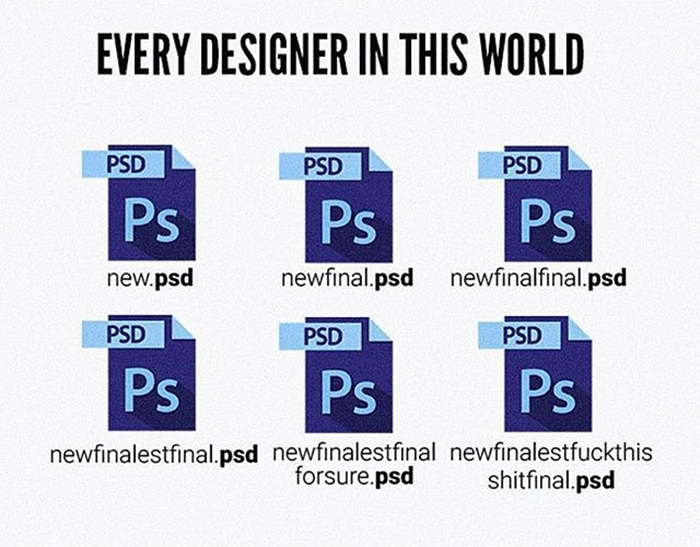 EVERY DESIGNER IN THIS WORLD
PSD
Ps
new.psd
PSD
Ps
newfinal.psd
PSD
Ps
newfinalfinal.psd
PSD
Ps
newfinalestfinal.psd
PSD
Ps
newfinalestfinal
forsure.psd
PSD
Ps
newfinalestfuckthis
shitfinal.psd